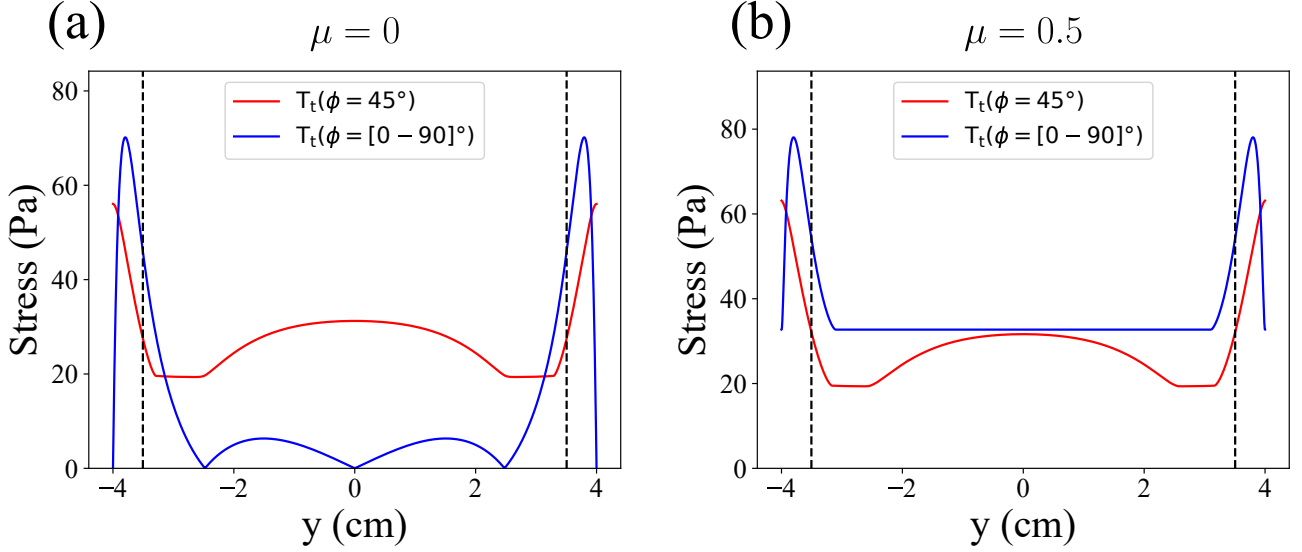 (a)
μ = 0
Stress (Pa)
80
60
40
20
0
T_t(ϕ = 45°)
T_t(ϕ = [0 − 90]°)
−4
−2
0
2
4
y (cm)
(b)
μ = 0.5
Stress (Pa)
80
60
40
20
0
T_t(ϕ = 45°)
T_t(ϕ = [0 − 90]°)
−4
−2
0
2
4
y (cm)